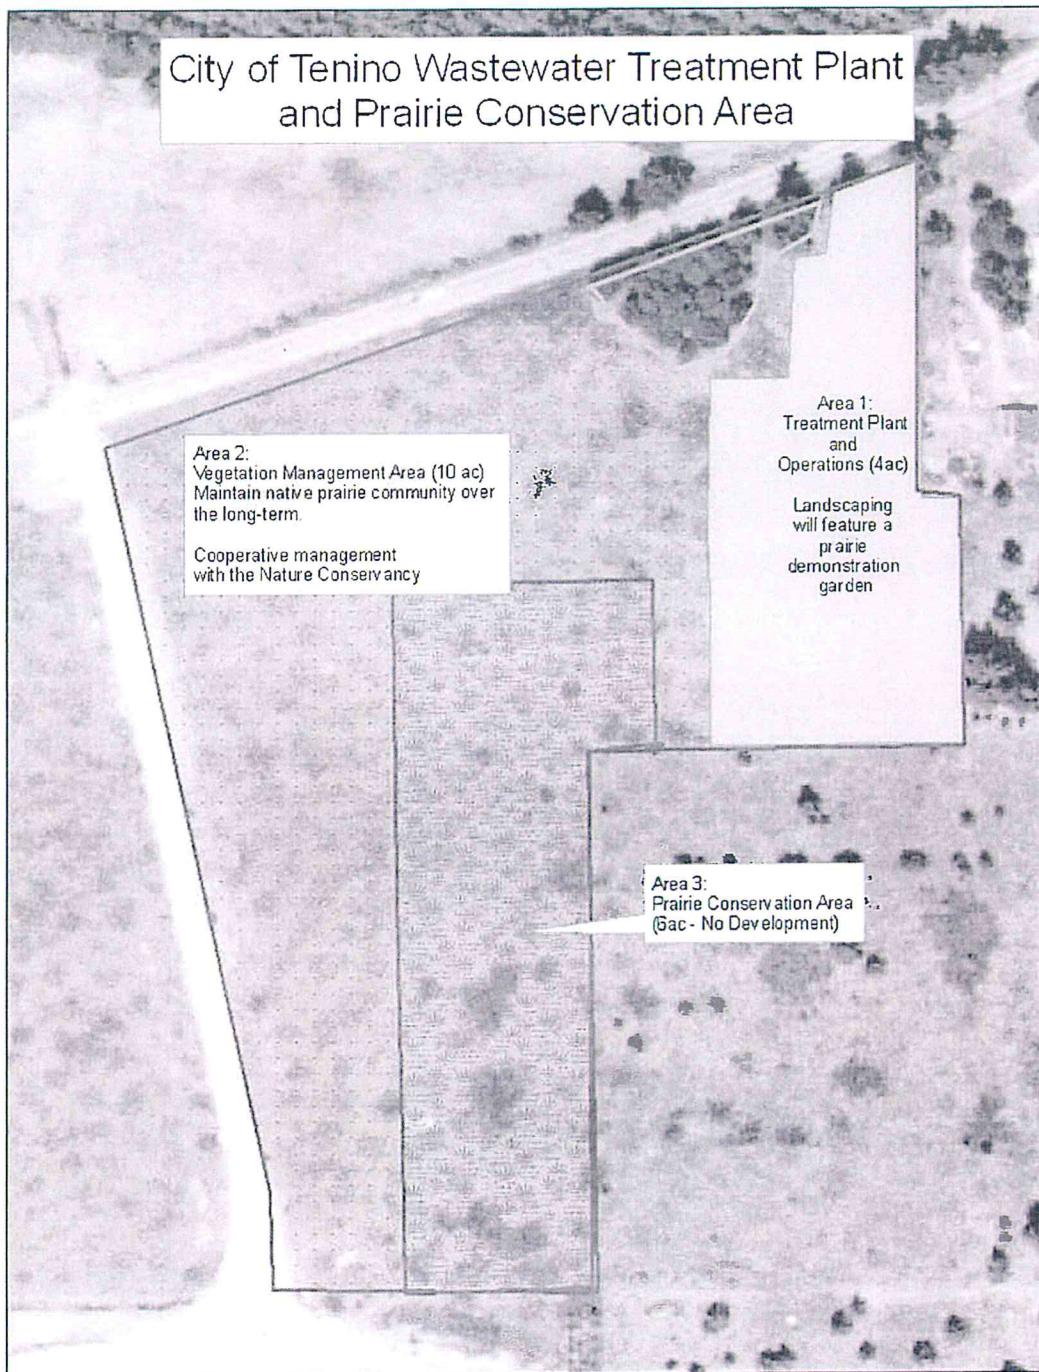 City of Tenino Wastewater Treatment Plant
and Prairie Conservation Area
Area 1:
Treatment Plant
and
Operations (4ac)
Landscaping
will feature a
prairie
demonstration
garden
Area 2:
Vegetation Management Area (10 ac)
Maintain native prairie community over
the long-term.
Cooperative management
with the Nature Conservancy
Area 3:
Prairie Conservation Area
(6ac - No Development)